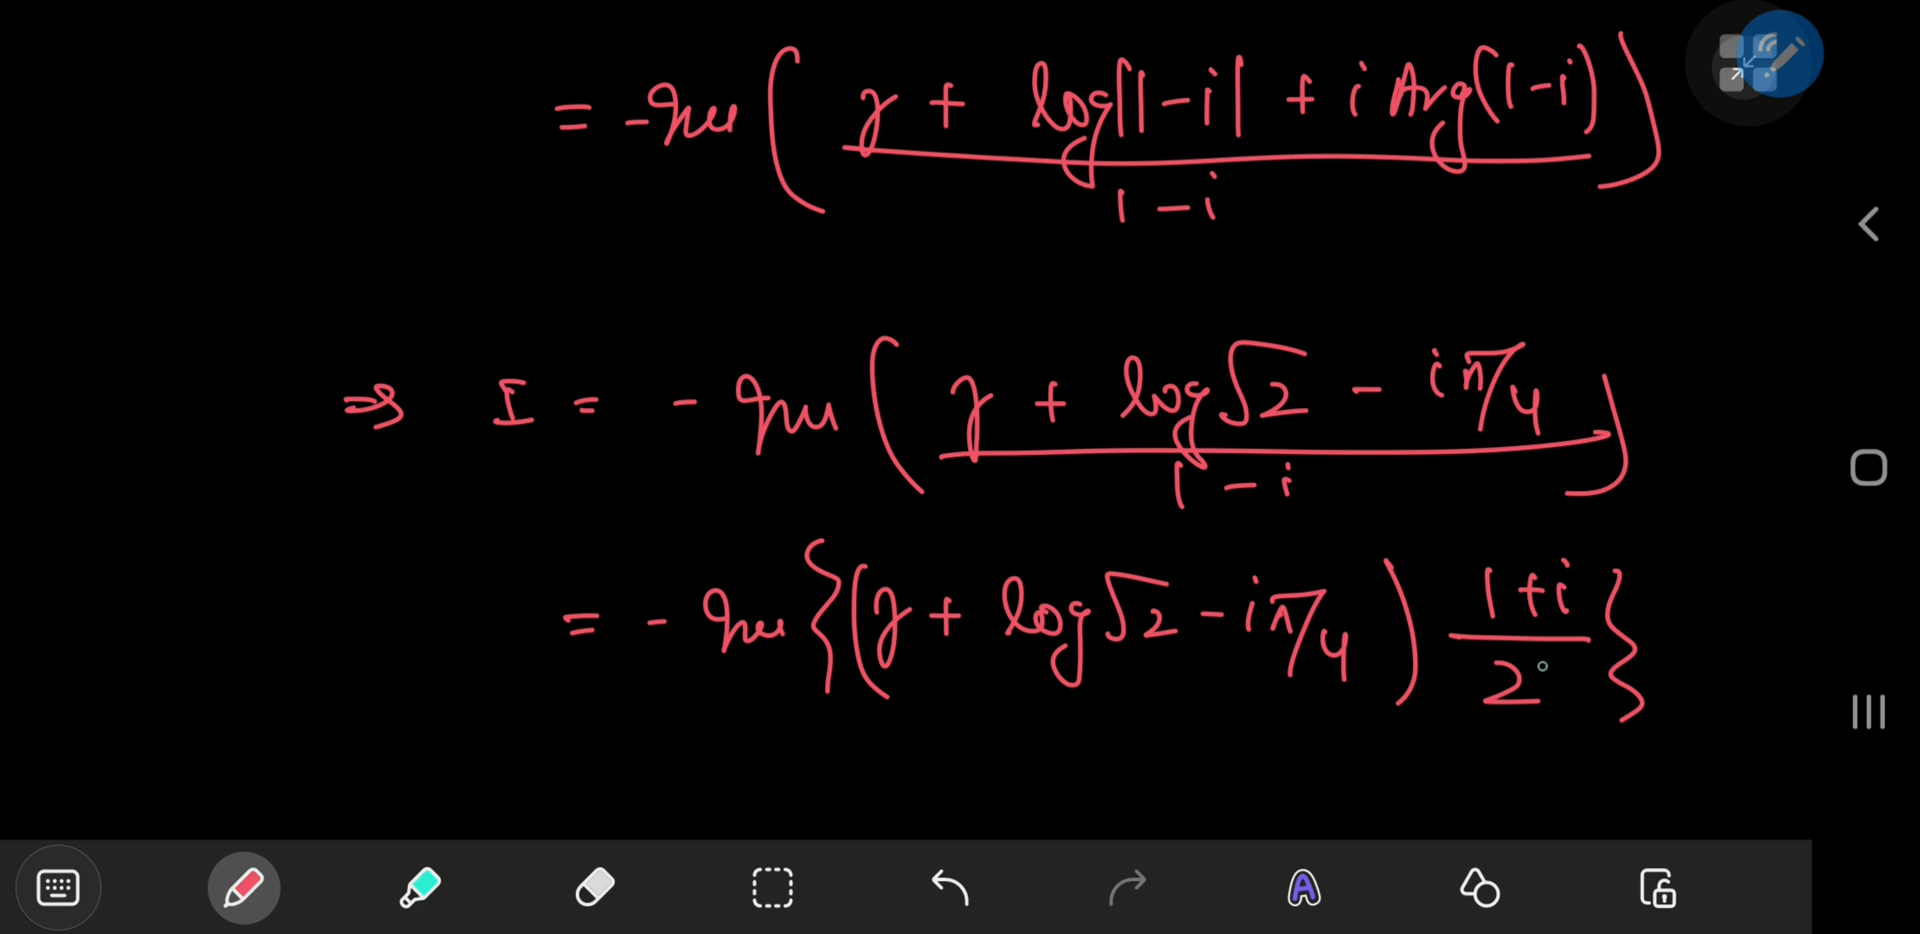 = - Im ( (γ + log|1 - i| + i Arg(1 - i)) / (1 - i) )
⇒ I = - Im ( (γ + log√2 - iπ/4) / (1 - i) )
= - Im { (γ + log√2 - iπ/4) (1 + i)/2 }